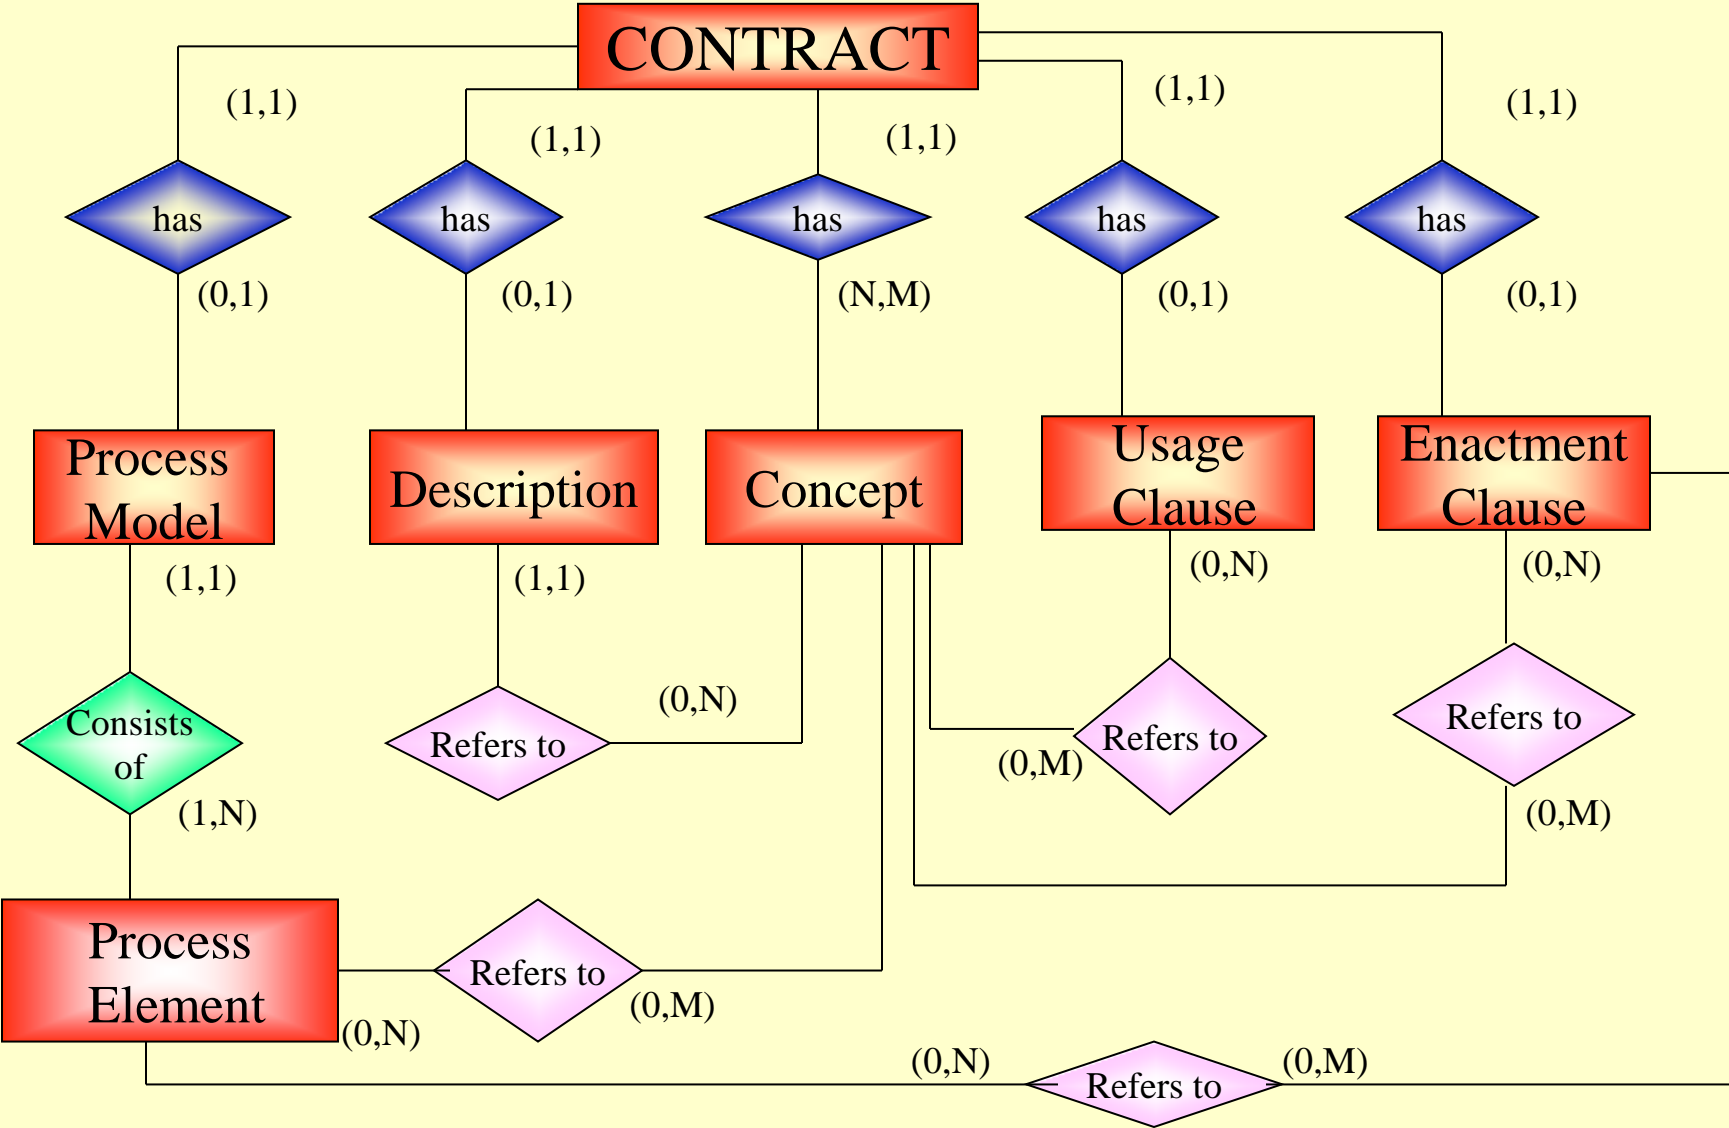 CONTRACT
(1,1)
(1,1)
(1,1)
(1,1)
(1,1)
has
has
has
has
has
(0,1)
(0,1)
(N,M)
(0,1)
(0,1)
Process
Model
Description
Concept
Usage
Clause
Enactment
Clause
(1,1)
(1,1)
(0,N)
(0,N)
Consists
of
Refers to
(0,N)
Refers to
(0,M)
Refers to
(1,N)
(0,M)
Process
Element
Refers to
(0,M)
(0,N)
(0,N)
Refers to
(0,M)